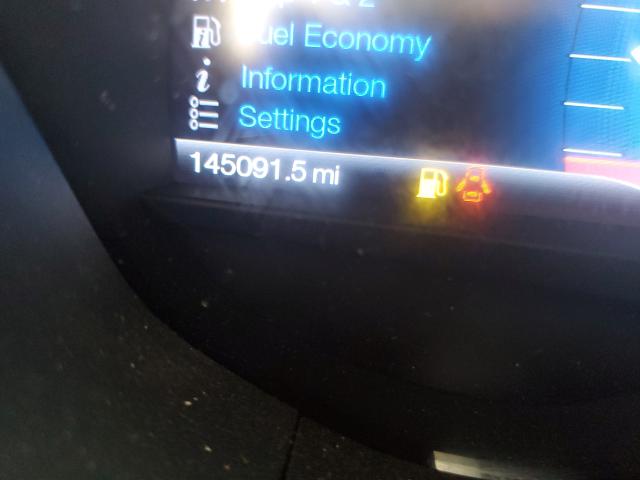 Fuel Economy
Information
Settings
145091.5 mi